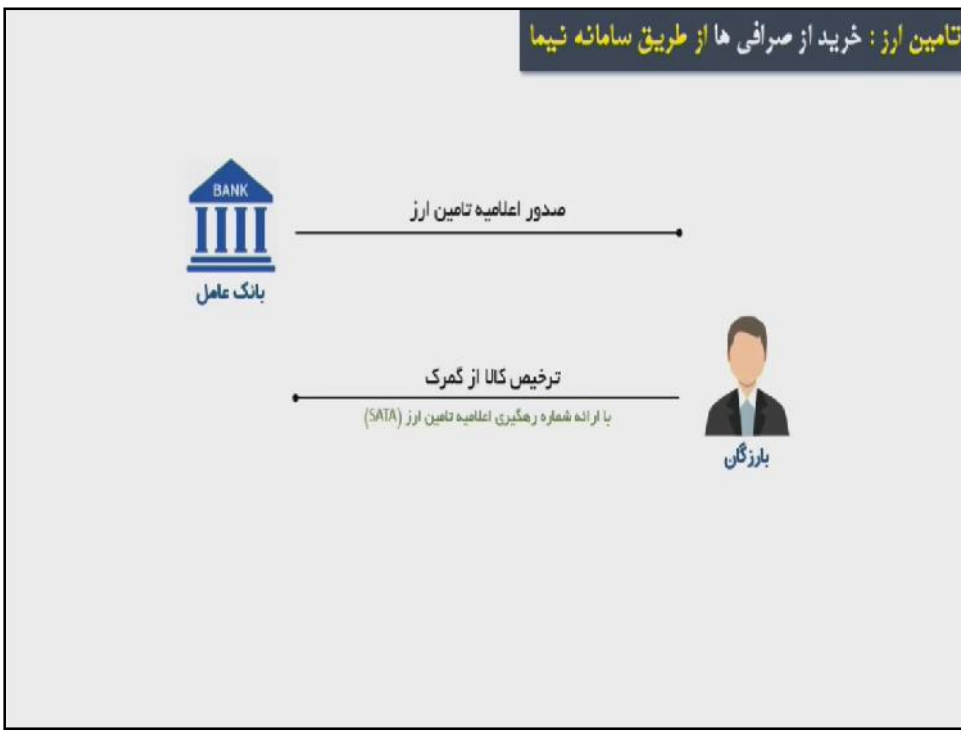 تامین ارز : خرید از صرافی ها از طریق سامانه نیما
BANK
صدور اعلامیه تامین ارز
بانک عامل
ترخیص کالا از گمرک
با ارائه شماره رهگیری اعلامیه تامین ارز (SATA)
بارزگان